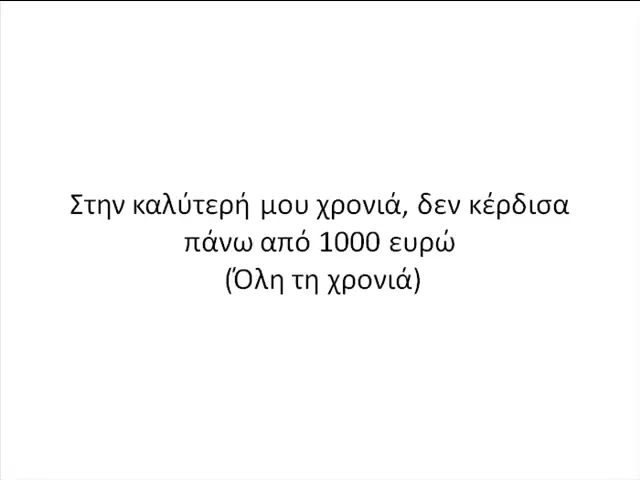 Στην καλύτερή μου χρονιά, δεν κέρδισα
πάνω από 1000 ευρώ
(Όλη τη χρονιά)